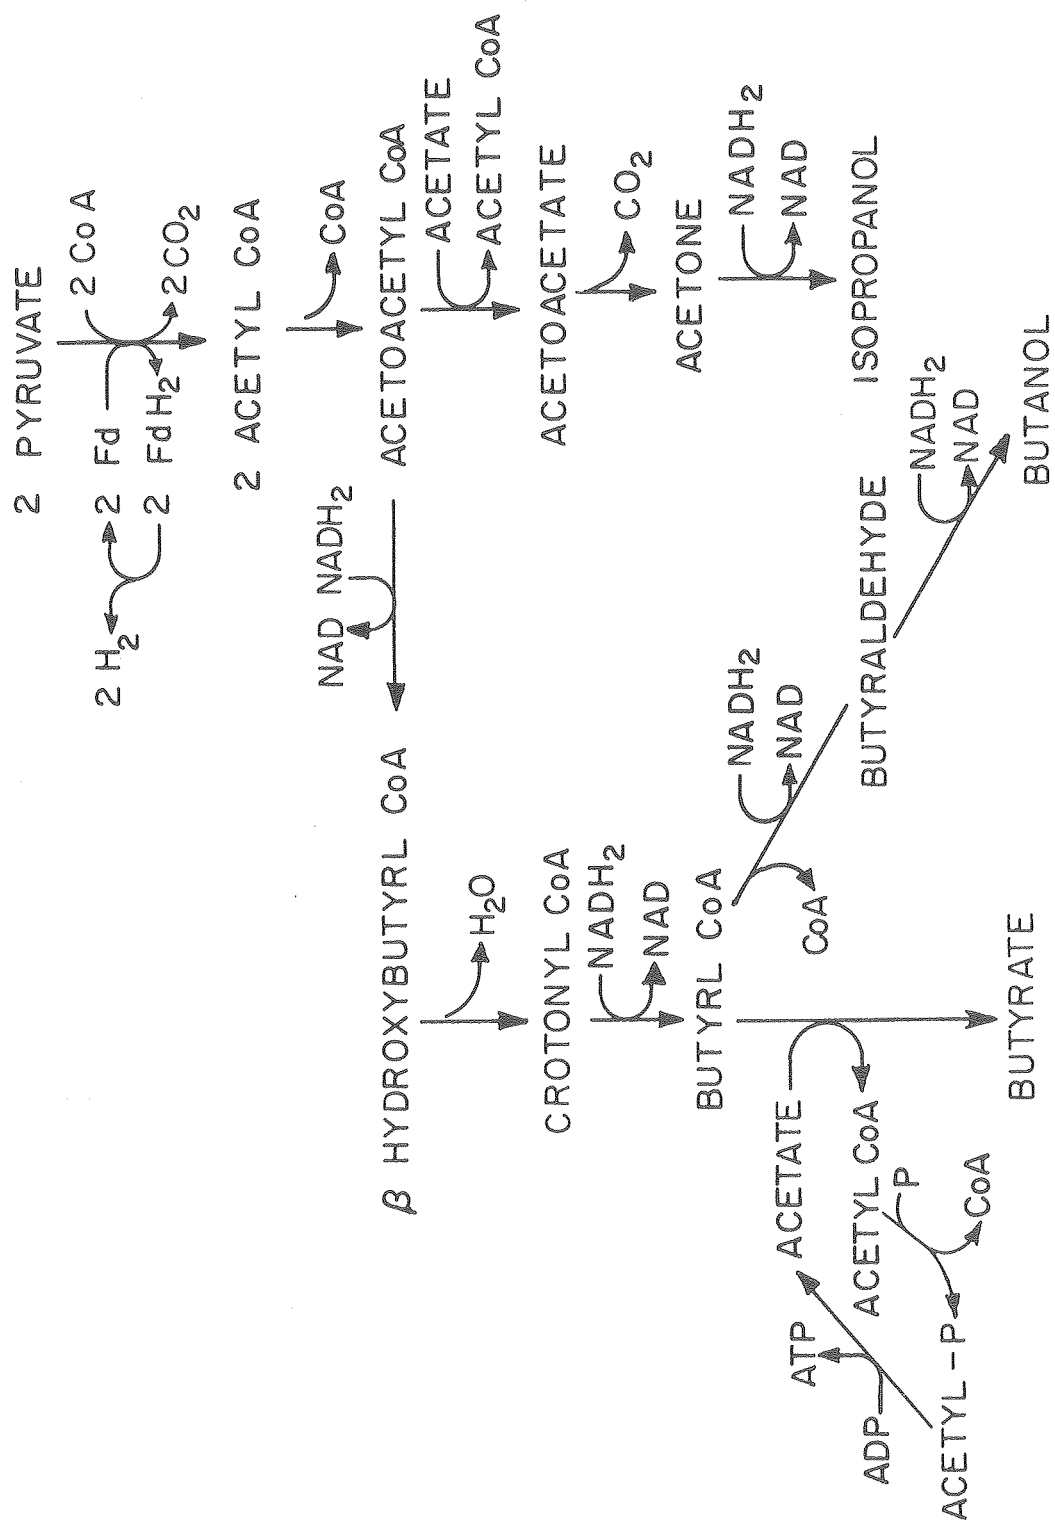 2 PYRUVATE
2 CoA
2 Fd
2 H2
2
2 FdH2
2CO2
2 ACETYL CoA
CoA
NAD NADH2
ACETOACETYL CoA
ACETATE
ACETYL CoA
β HYDROXYBUTYRL CoA
H2O
ACETOACETATE
CO2
CROTONYL CoA
NADH2
NAD
ACETONE
NADH2
NAD
BUTYRL CoA
NADH2
NAD
CoA
ISOPROPANOL
BUTYRALDEHYDE
NADH2
NAD
BUTANOL
ACETATE
ATP
ADP
ACETYL CoA
P
CoA
ACETYL-P
BUTYRATE